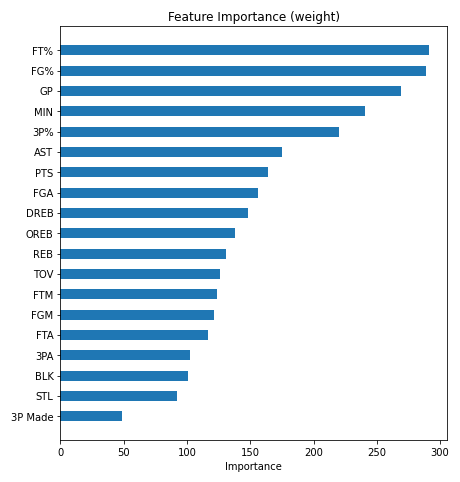 Feature Importance (weight)
FT%
FG%
GP
MIN
3P%
AST
PTS
FGA
DREB
OREB
REB
TOV
FTM
FGM
FTA
3PA
BLK
STL
3P Made
0 50 100 150 200 250 300
Importance